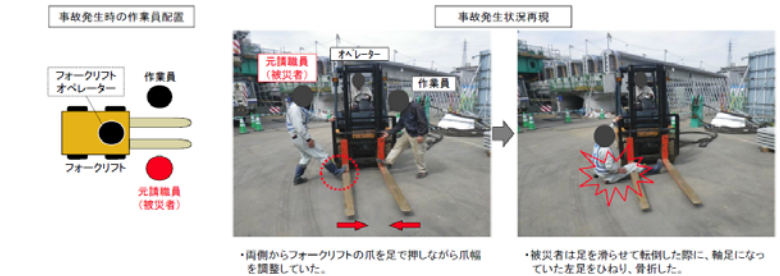 事故発生時の作業員配置
フォークリフト
オペレーター
作業員
フォークリフト
元請職員
(被災者)
事故発生状況再現
元請職員
(被災者)
オペレーター
作業員
・両側からフォークリフトの爪を足で押しながら爪幅
を調整していた。
・被災者は足を滑らせて転倒した際に、軸足になっ
ていた左足をひねり、骨折した。